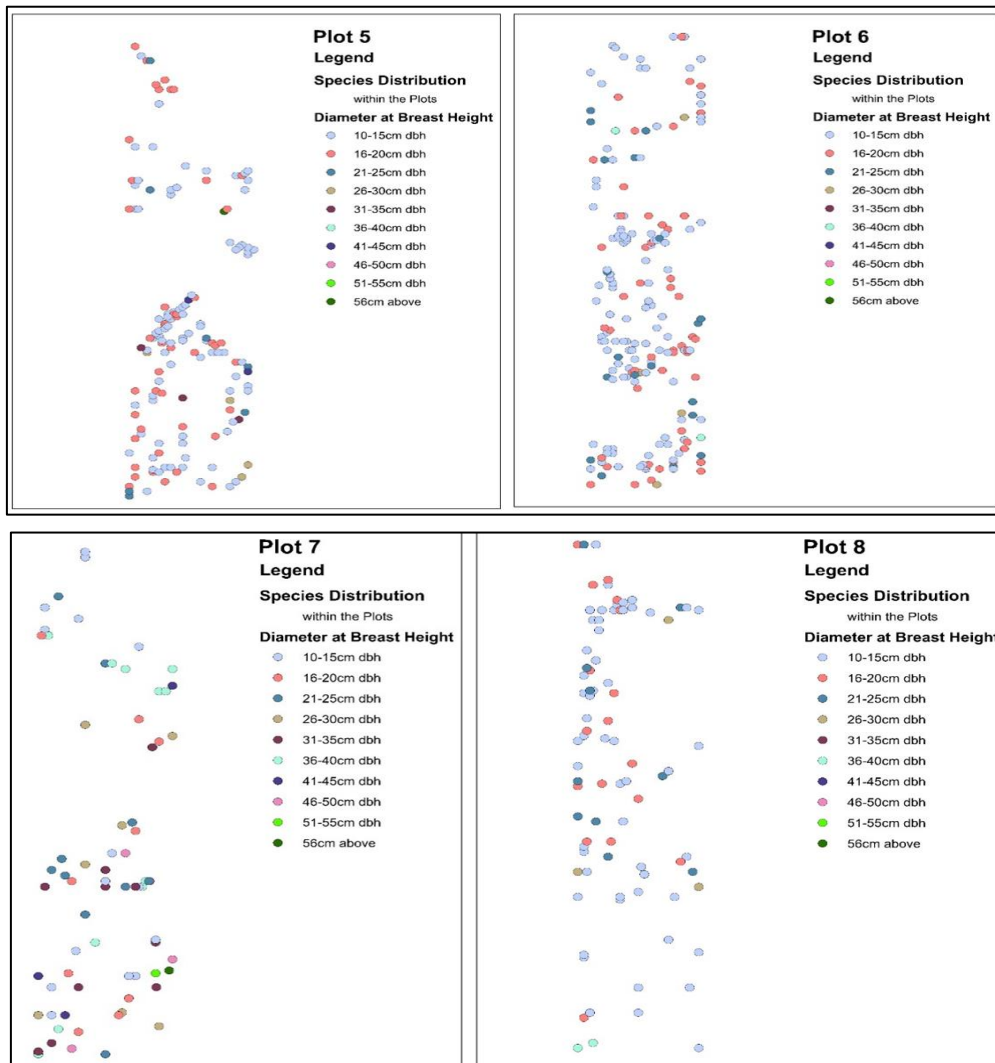 Plot 5
Legend
Species Distribution
within the Plots
Diameter at Breast Height
10-15cm dbh
16-20cm dbh
21-25cm dbh
26-30cm dbh
31-35cm dbh
36-40cm dbh
41-45cm dbh
46-50cm dbh
51-55cm dbh
56cm above
Plot 6
Legend
Species Distribution
within the Plots
Diameter at Breast Height
10-15cm dbh
16-20cm dbh
21-25cm dbh
26-30cm dbh
31-35cm dbh
36-40cm dbh
41-45cm dbh
46-50cm dbh
51-55cm dbh
56cm above
Plot 7
Legend
Species Distribution
within the Plots
Diameter at Breast Height
10-15cm dbh
16-20cm dbh
21-25cm dbh
26-30cm dbh
31-35cm dbh
36-40cm dbh
41-45cm dbh
46-50cm dbh
51-55cm dbh
56cm above
Plot 8
Legend
Species Distribution
within the Plots
Diameter at Breast Height
10-15cm dbh
16-20cm dbh
21-25cm dbh
26-30cm dbh
31-35cm dbh
36-40cm dbh
41-45cm dbh
46-50cm dbh
51-55cm dbh
56cm above